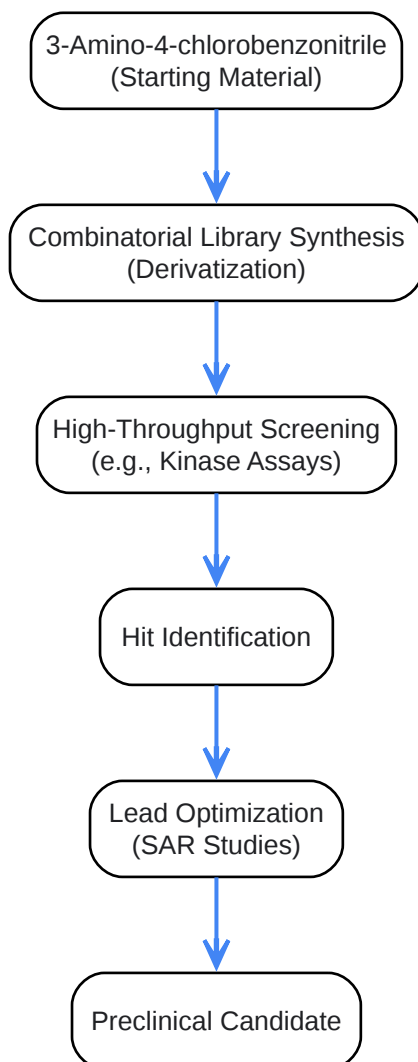 3-Amino-4-chlorobenzonitrile
(Starting Material)
Combinatorial Library Synthesis
(Derivatization)
High-Throughput Screening
(e.g., Kinase Assays)
Hit Identification
Lead Optimization
(SAR Studies)
Preclinical Candidate